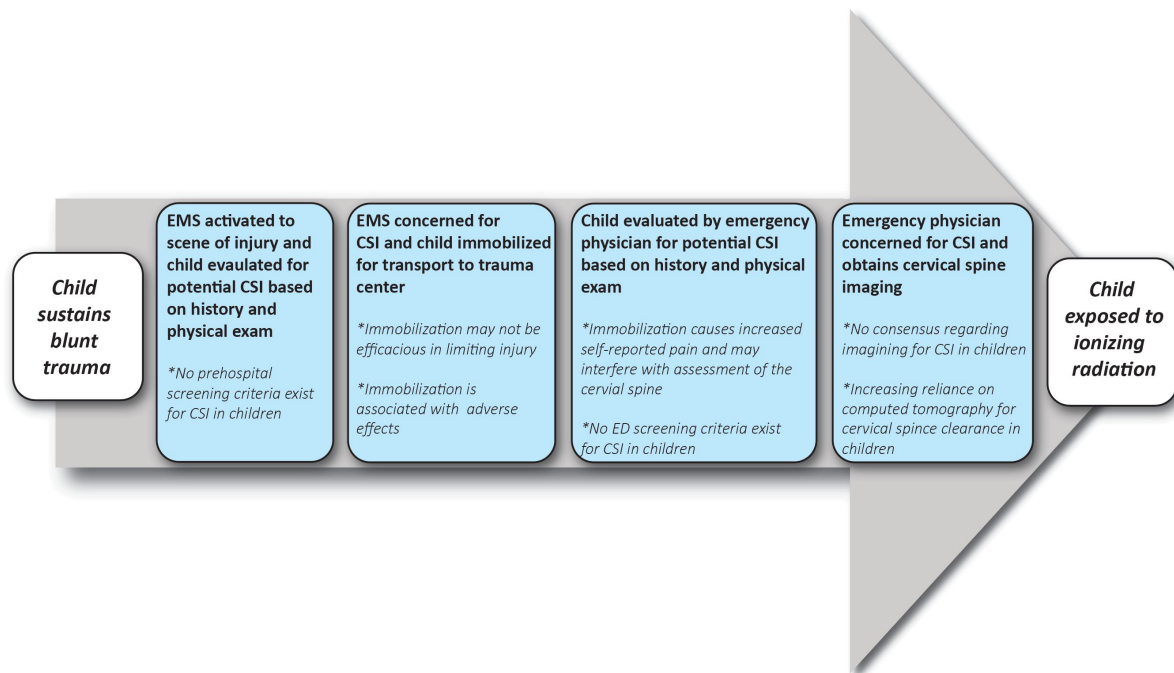 Child
sustains
blunt
trauma
EMS activated to
scene of injury and
child evaulated for
potential CSI based
on history and
physical exam
*No prehospital
screening criteria exist
for CSI in children
EMS concerned for
CSI and child immobilized
for transport to trauma
center
*Immobilization may not be
efficacious in limiting injury
*Immobilization is
associated with adverse
effects
Child evaluated by emergency
physician for potential CSI
based on history and physical
exam
*Immobilization causes increased
self-reported pain and may
interfere with assessment of the
cervial spine
*No ED screening criteria exist
for CSI in children
Emergency physician
concerned for CSI and
obtains cervical spine
imaging
*No consensus regarding
imagining for CSI in children
*Increasing reliance on
computed tomography for
cervical spince clearance in
children
Child
exposed to
ionizing
radiation